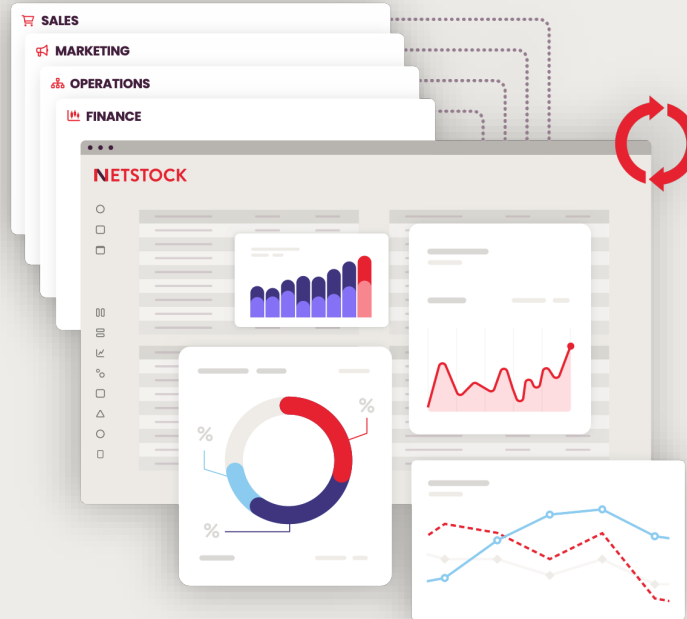 SALES
MARKETING
OPERATIONS
FINANCE
NETSTOCK
%
%
%